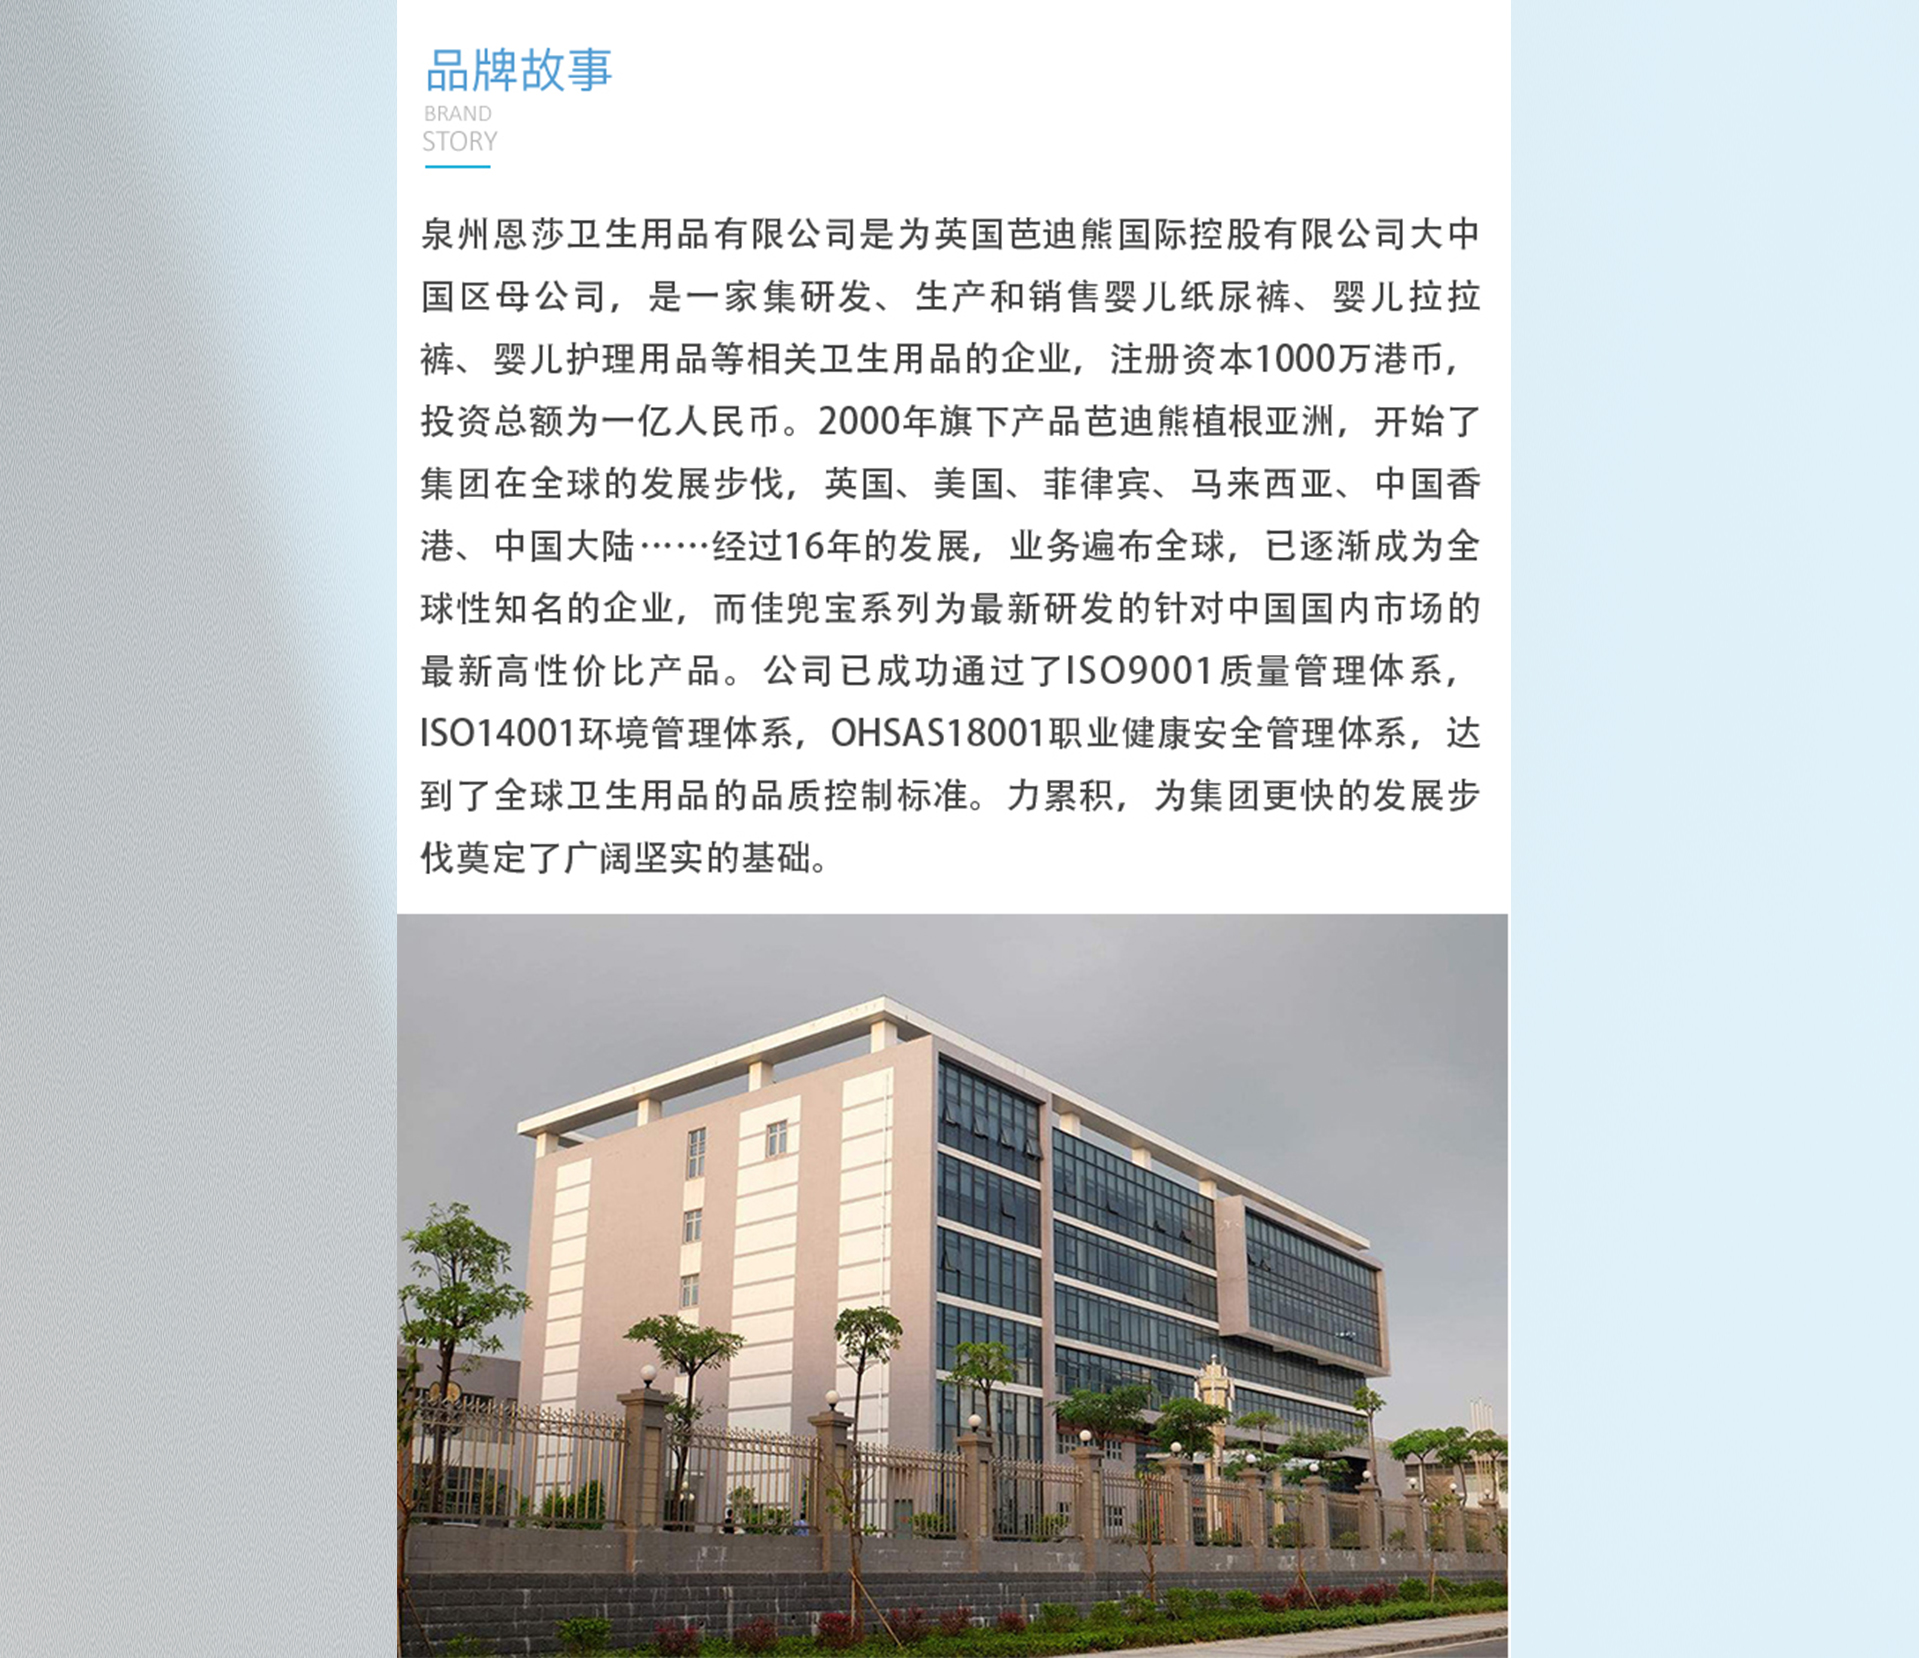 品牌故事
BRAND
STORY
泉州恩莎卫生用品有限公司是为英国芭迪熊国际控股有限公司大中
国区母公司，是一家集研发、生产和销售婴儿纸尿裤、婴儿拉拉
裤、婴儿护理用品等相关卫生用品的企业，注册资本1000万港币，
投资总额为一亿人民币。2000年旗下产品芭迪熊植根亚洲，开始了
集团在全球的发展步伐，英国、美国、菲律宾、马来西亚、中国香
港、中国大陆……经过16年的发展，业务遍布全球，已逐渐成为全
球性知名的企业，而佳兜宝系列为最新研发的针对中国国内市场的
最新高性价比产品。公司已成功通过了ISO9001质量管理体系，
ISO14001环境管理体系，OHSAS18001职业健康安全管理体系，达
到了全球卫生用品的品质控制标准。力累积，为集团更快的发展步
伐奠定了广阔坚实的基础。